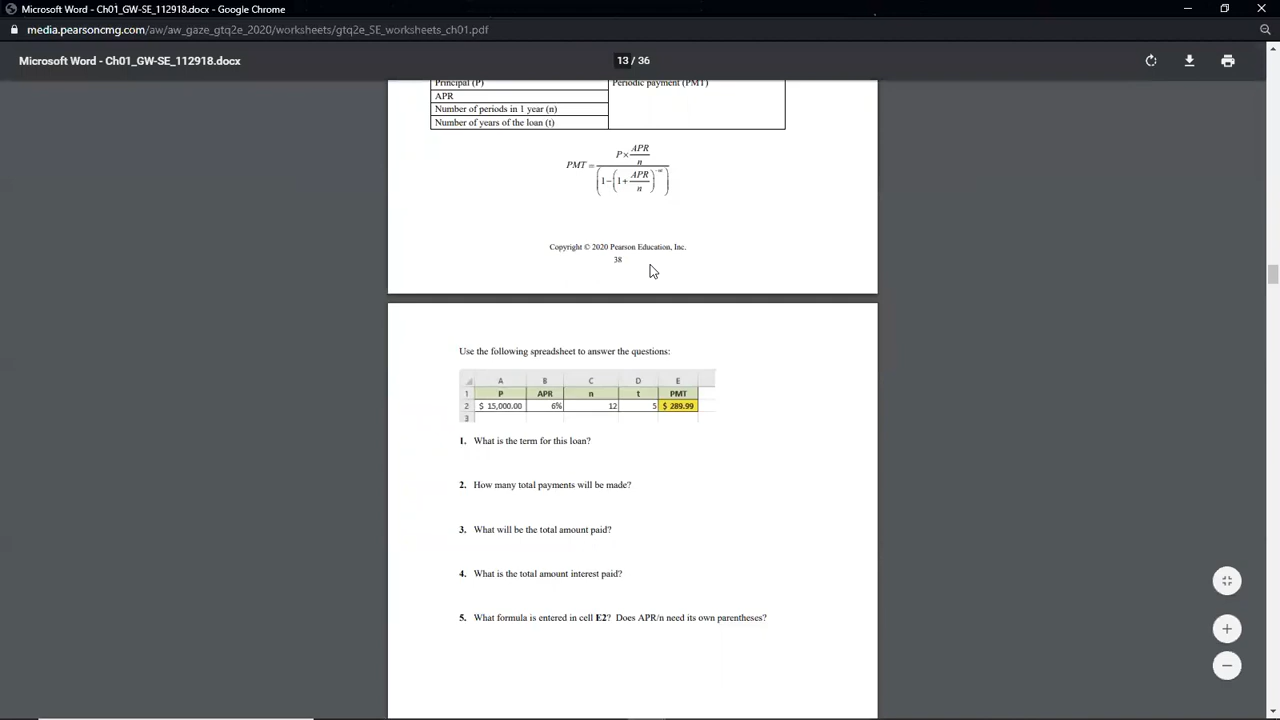 Microsoft Word - Ch01_GW-SE_112918.docx - Google Chrome
media.pearsoncmg.com/aw/aw_gaze_gtq2e_2020/worksheets/gtq2e_SE_worksheets_ch01.pdf
Microsoft Word - Ch01_GW-SE_112918.docx 13 / 36
Principal (P) Periodic payment (PMT)
APR
Number of periods in 1 year (n)
Number of years of the loan (t)
P× APR
n
PMT =
(1−(1+ APR
n
)
)
Copyright © 2020 Pearson Education, Inc.
38
Use the following spreadsheet to answer the questions:
A B C D E
1 P APR n t PMT
2 $ 15,000.00 6% 12 5 $ 289.99
3
1. What is the term for this loan?
2. How many total payments will be made?
3. What will be the total amount paid?
4. What is the total amount interest paid?
5. What formula is entered in cell E2? Does APR/n need its own parentheses?